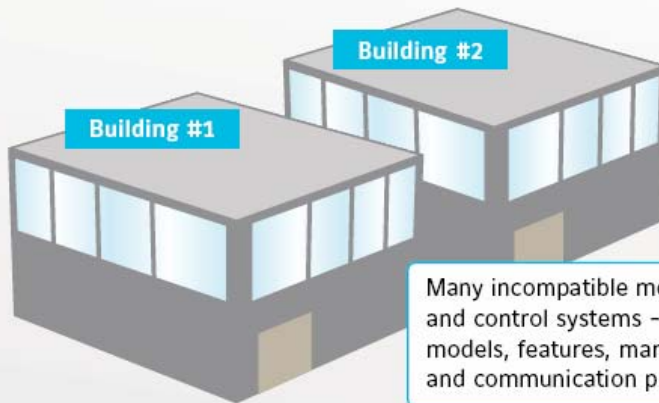 Building #2
Building #1
Many incompatible
and control systems –
models, features,
and communication